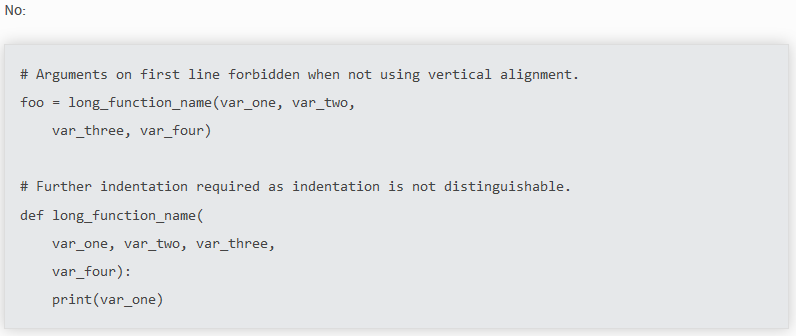 No:
# Arguments on first line forbidden when not using vertical alignment.
foo = long_function_name(var_one, var_two,
    var_three, var_four)
# Further indentation required as indentation is not distinguishable.
def long_function_name(
    var_one, var_two, var_three,
    var_four):
    print(var_one)